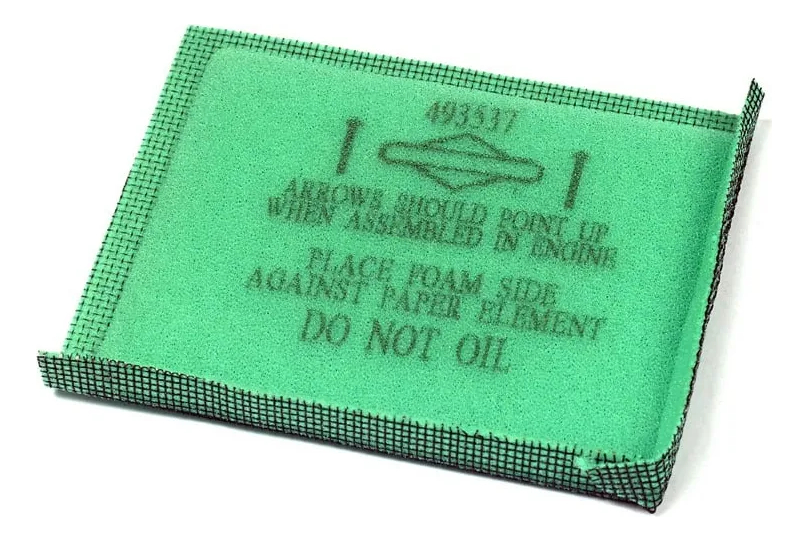 493537
ARROWS SHOULD POINT UP
WHEN ASSEMBLED IN ENGINE
PLACE FOAM SIDE
AGAINST PAPER ELEMENT
DO NOT OIL